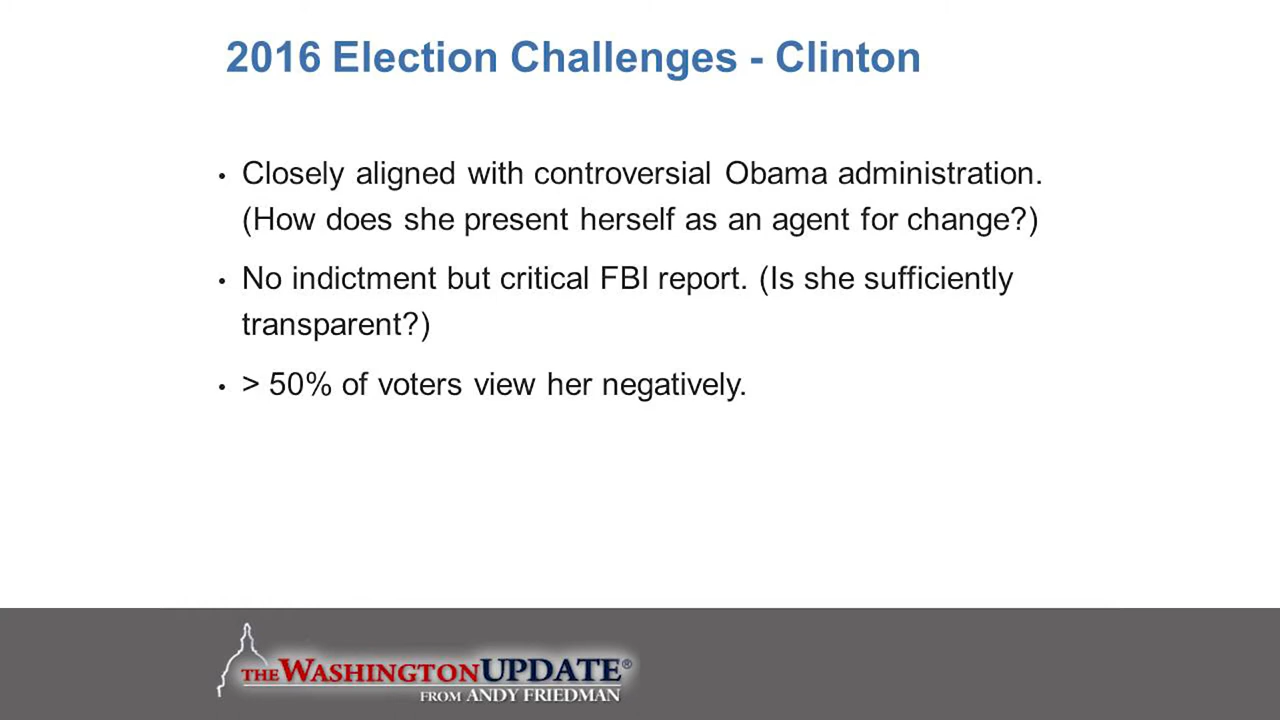 2016 Election Challenges - Clinton
• Closely aligned with controversial Obama administration.
(How does she present herself as an agent for change?)
• No indictment but critical FBI report. (Is she sufficiently
transparent?)
• > 50% of voters view her negatively.
THE WASHINGTON UPDATE®
FROM ANDY FRIEDMAN